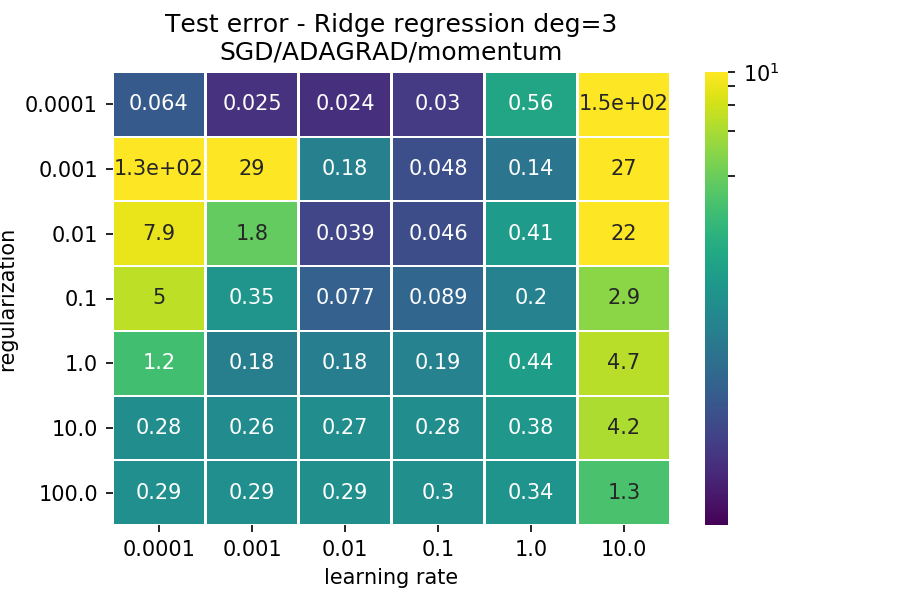 Test error - Ridge regression deg=3
SGD/ADAGRAD/momentum
regularization
0.0001 0.064 0.025 0.024 0.03 0.56 1.5e+02
0.001 1.3e+02 29 0.18 0.048 0.14 27
0.01 7.9 1.8 0.039 0.046 0.41 22
0.1 5 0.35 0.077 0.089 0.2 2.9
1.0 1.2 0.18 0.18 0.19 0.44 4.7
10.0 0.28 0.26 0.27 0.28 0.38 4.2
100.0 0.29 0.29 0.29 0.3 0.34 1.3
0.0001 0.001 0.01 0.1 1.0 10.0
learning rate
10¹